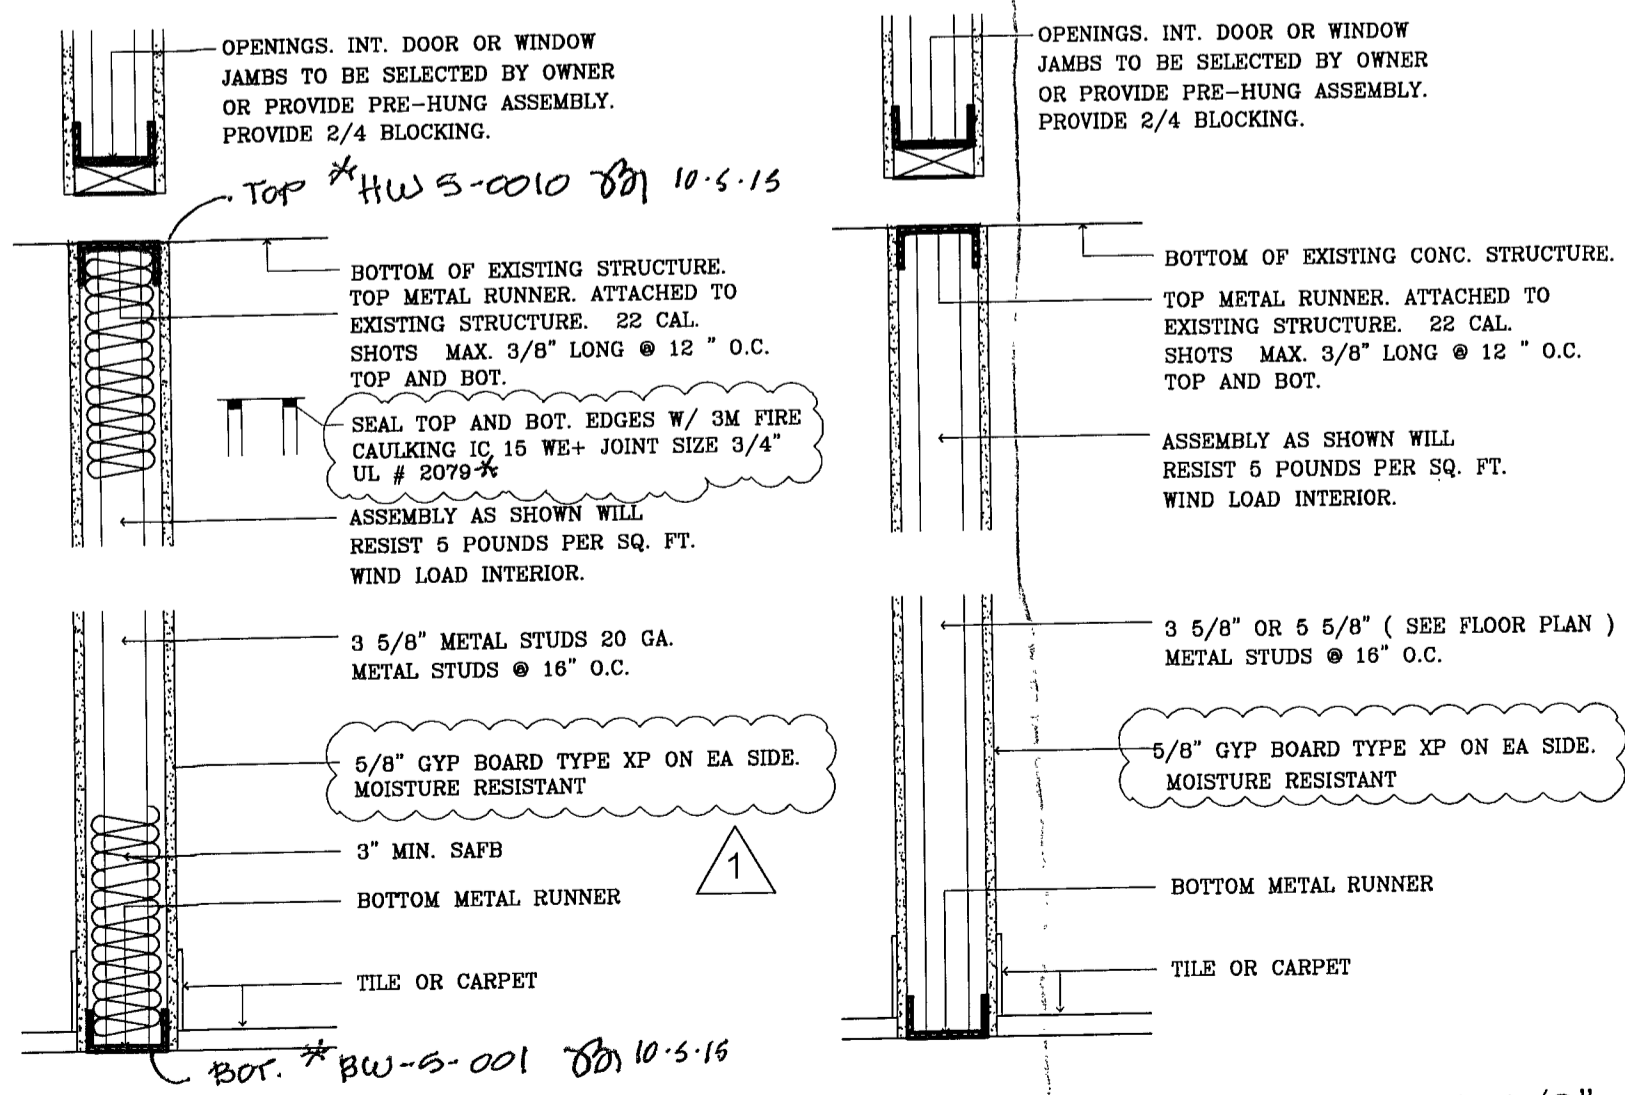 OPENINGS. INT. DOOR OR WINDOW
JAMBS TO BE SELECTED BY OWNER
OR PROVIDE PRE-HUNG ASSEMBLY.
PROVIDE 2/4 BLOCKING.
TOP *HW S-0010 10.5.15
BOTTOM OF EXISTING STRUCTURE.
TOP METAL RUNNER. ATTACHED TO
EXISTING STRUCTURE. 22 CAL.
SHOTS MAX. 3/8" LONG @ 12 " O.C.
TOP AND BOT.
SEAL TOP AND BOT. EDGES W/ 3M FIRE
CAULKING IC 15 WE+ JOINT SIZE 3/4"
UL # 2079*
ASSEMBLY AS SHOWN WILL
RESIST 5 POUNDS PER SQ. FT.
WIND LOAD INTERIOR.
3 5/8" METAL STUDS 20 GA.
METAL STUDS @ 16" O.C.
5/8" GYP BOARD TYPE XP ON EA SIDE.
MOISTURE RESISTANT
1
3" MIN. SAFB
BOTTOM METAL RUNNER
TILE OR CARPET
BOT. *BW-S-001 10.5.15
OPENINGS. INT. DOOR OR WINDOW
JAMBS TO BE SELECTED BY OWNER
OR PROVIDE PRE-HUNG ASSEMBLY.
PROVIDE 2/4 BLOCKING.
BOTTOM OF EXISTING CONC. STRUCTURE.
TOP METAL RUNNER. ATTACHED TO
EXISTING STRUCTURE. 22 CAL.
SHOTS MAX. 3/8" LONG @ 12 " O.C.
TOP AND BOT.
ASSEMBLY AS SHOWN WILL
RESIST 5 POUNDS PER SQ. FT.
WIND LOAD INTERIOR.
3 5/8" OR 5 5/8" ( SEE FLOOR PLAN )
METAL STUDS @ 16" O.C.
5/8" GYP BOARD TYPE XP ON EA SIDE.
MOISTURE RESISTANT
BOTTOM METAL RUNNER
TILE OR CARPET